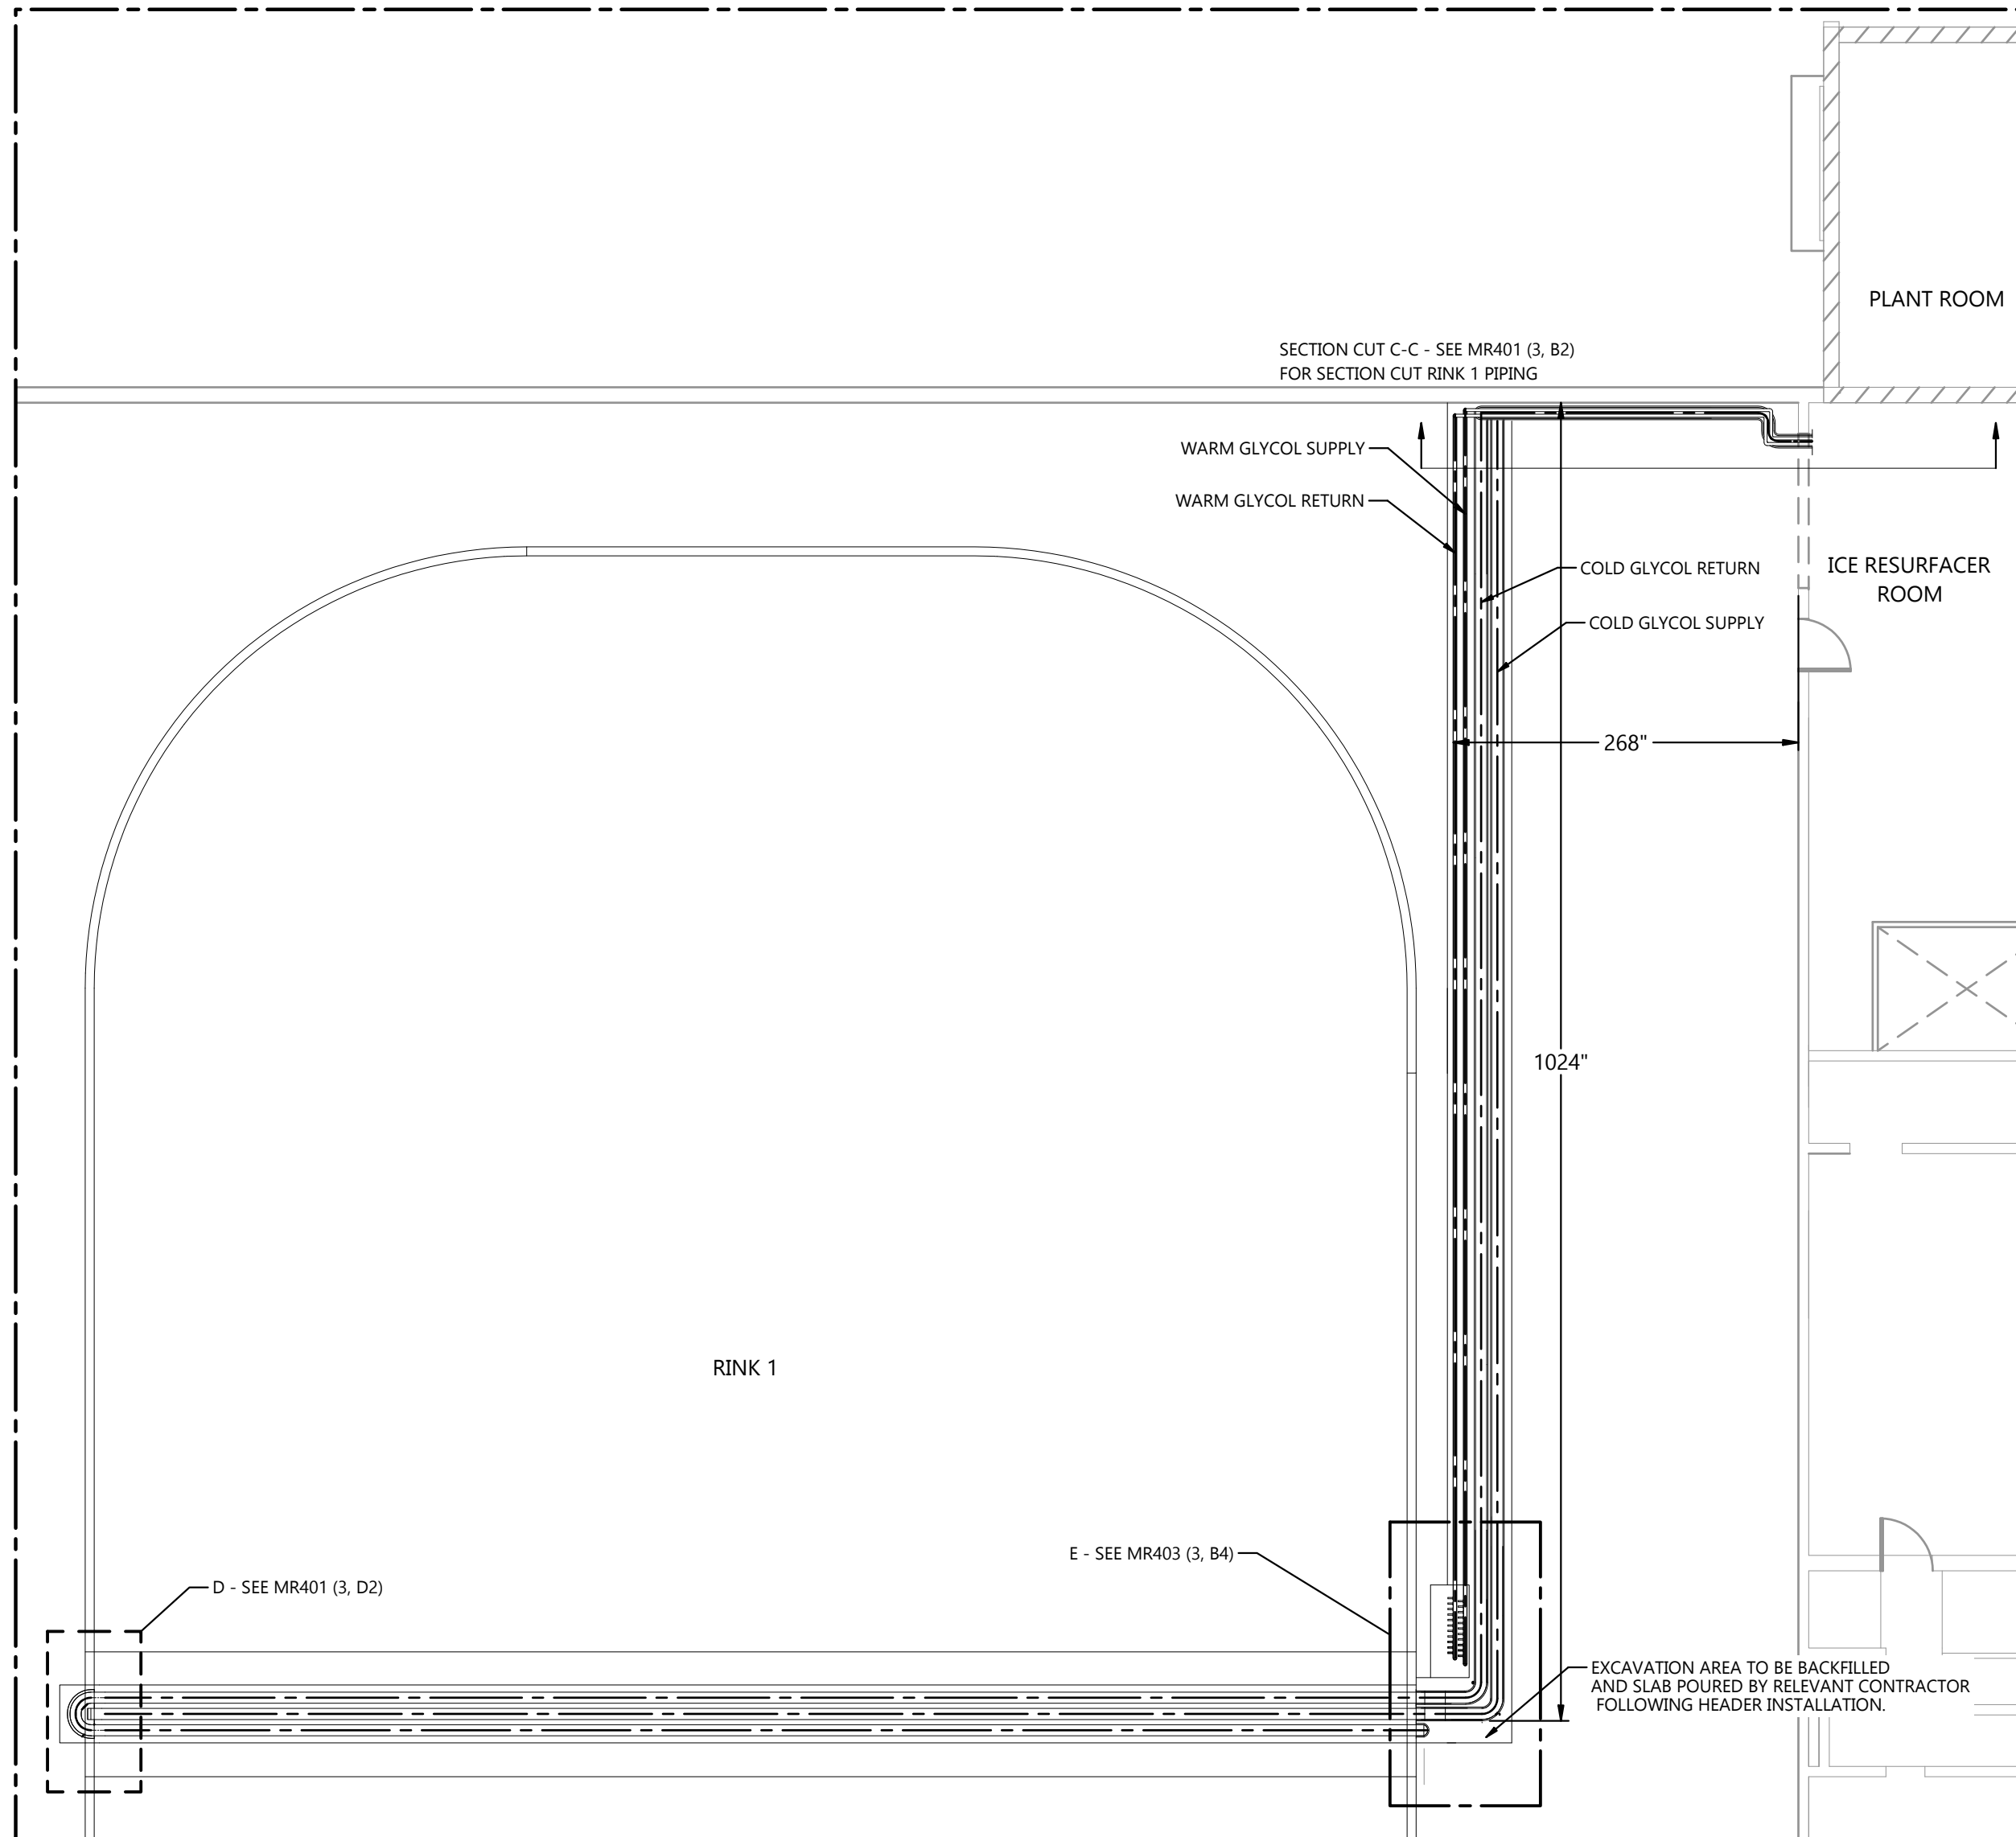 PLANT ROOM
SECTION CUT C-C - SEE MR401 (3, B2)
FOR SECTION CUT RINK 1 PIPING
WARM GLYCOL SUPPLY
WARM GLYCOL RETURN
COLD GLYCOL RETURN
ICE RESURFACER
ROOM
COLD GLYCOL SUPPLY
268"
1024"
RINK 1
E - SEE MR403 (3, B4)
D - SEE MR401 (3, D2)
EXCAVATION AREA TO BE BACKFILLED
AND SLAB POURED BY RELEVANT CONTRACTOR
FOLLOWING HEADER INSTALLATION.